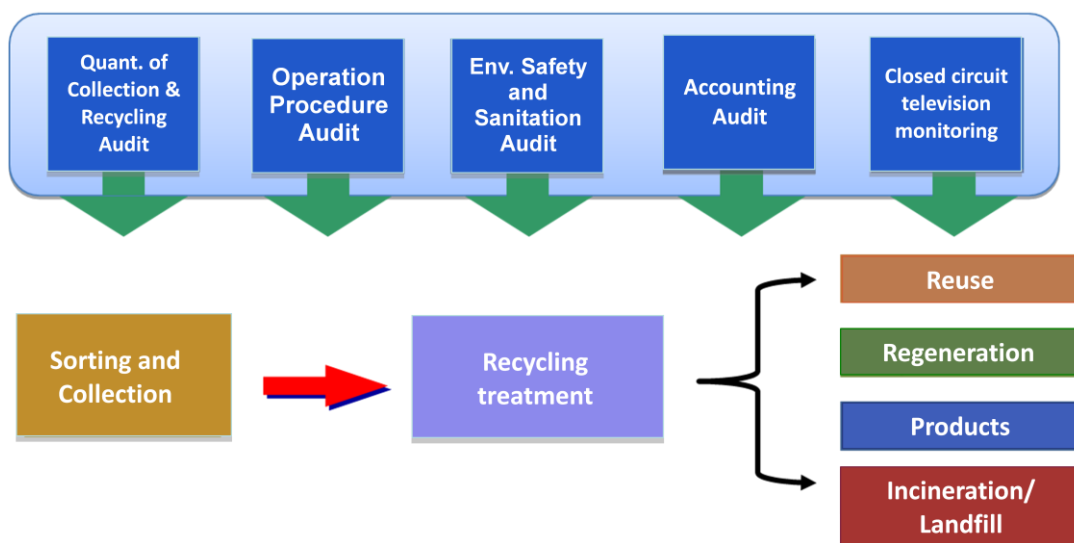 Quant. of
Collection &
Recycling
Audit
Operation
Procedure
Audit
Env. Safety
and
Sanitation
Audit
Accounting
Audit
Closed circuit
television
monitoring
Sorting and
Collection
Recycling
treatment
Reuse
Regeneration
Products
Incineration/
Landfill